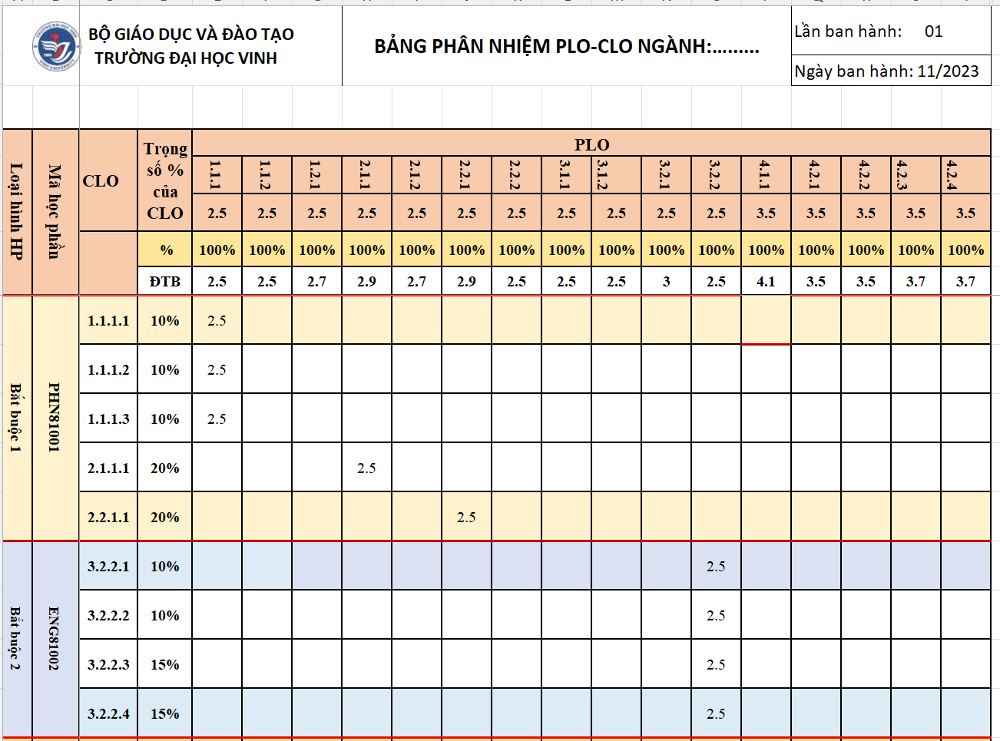 BỘ GIÁO DỤC VÀ ĐÀO TẠO
TRƯỜNG ĐẠI HỌC VINH
BẢNG PHÂN NHIỆM PLO-CLO NGÀNH:.........
Lần ban hành: 01
Ngày ban hành: 11/2023
Loại hình HP
Mã học phần
CLO
Trọng số % của CLO
PLO
1.1.1 1.1.2 1.2.1 2.1.1 2.1.2 2.2.1 2.2.2 3.1.1 3.1.2 3.2.1 3.2.2 4.1.1 4.2.1 4.2.2 4.2.3 4.2.4
2.5 2.5 2.5 2.5 2.5 2.5 2.5 2.5 2.5 2.5 2.5 3.5 3.5 3.5 3.5 3.5
% 100% 100% 100% 100% 100% 100% 100% 100% 100% 100% 100% 100% 100% 100% 100% 100%
ĐTB 2.5 2.5 2.7 2.9 2.7 2.9 2.5 2.5 2.5 3 2.5 4.1 3.5 3.5 3.7 3.7
Bắt buộc 1
PHN81001
1.1.1.1 10% 2.5
1.1.1.2 10% 2.5
1.1.1.3 10% 2.5
2.1.1.1 20% 2.5
2.2.1.1 20% 2.5
Bắt buộc 2
ENG81002
3.2.2.1 10% 2.5
3.2.2.2 10% 2.5
3.2.2.3 15% 2.5
3.2.2.4 15% 2.5